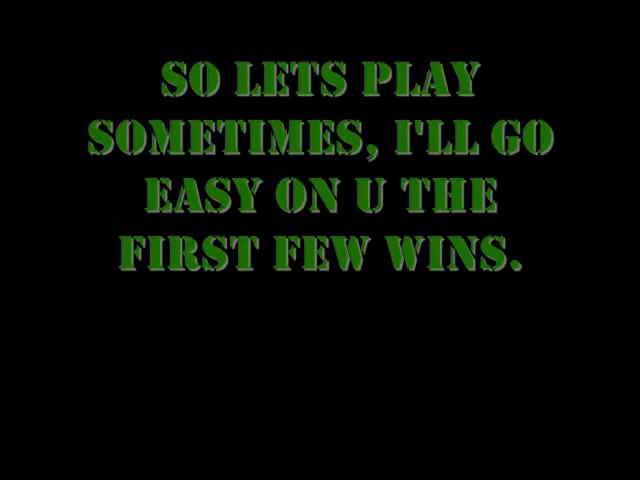 SO LETS PLAY
SOMETIMES, I'LL GO
EASY ON U THE
FIRST FEW WINS.